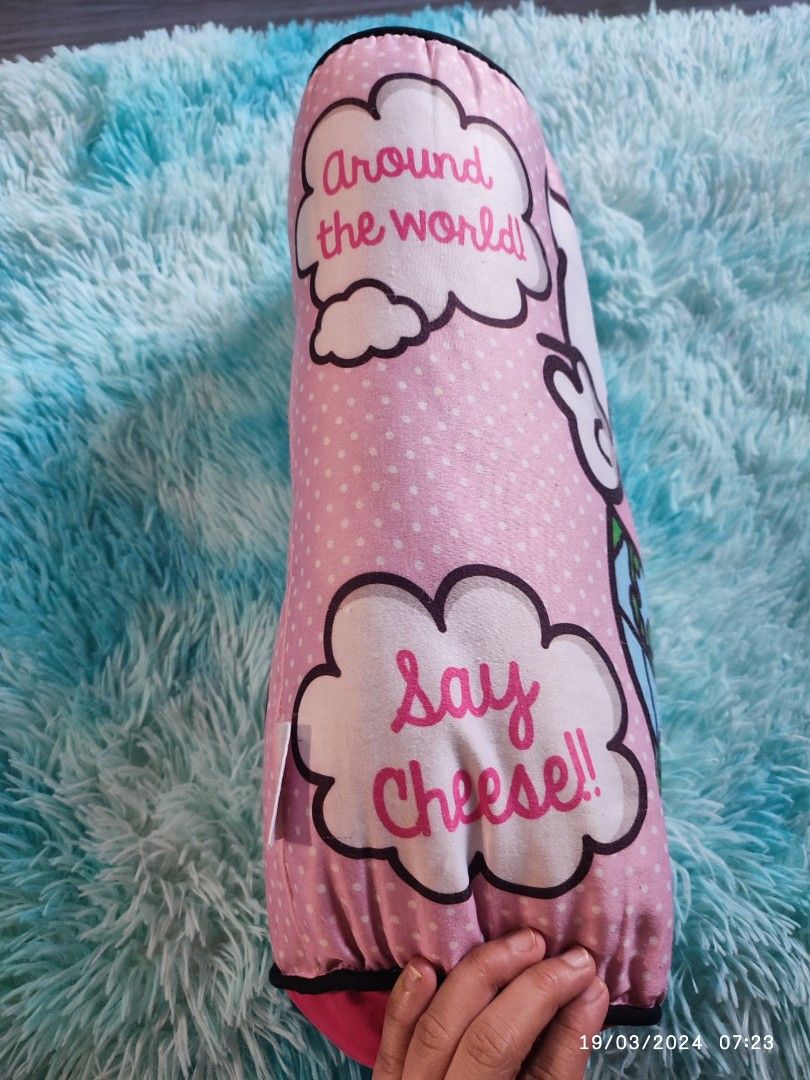 Around
the world!
Say
Cheese!!
19/03/2024 07:23